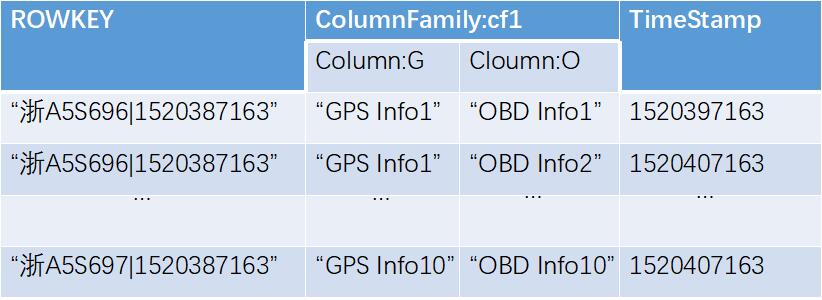 ROWKEY ColumnFamily:cf1 TimeStamp
Column:G Cloumn:O
“浙A5S696|1520387163” “GPS Info1” “OBD Info1” 1520397163
“浙A5S696|1520387163” “GPS Info1” “OBD Info2” 1520407163
... ... ... ...
“浙A5S697|1520387163” “GPS Info10” “OBD Info10” 1520407163